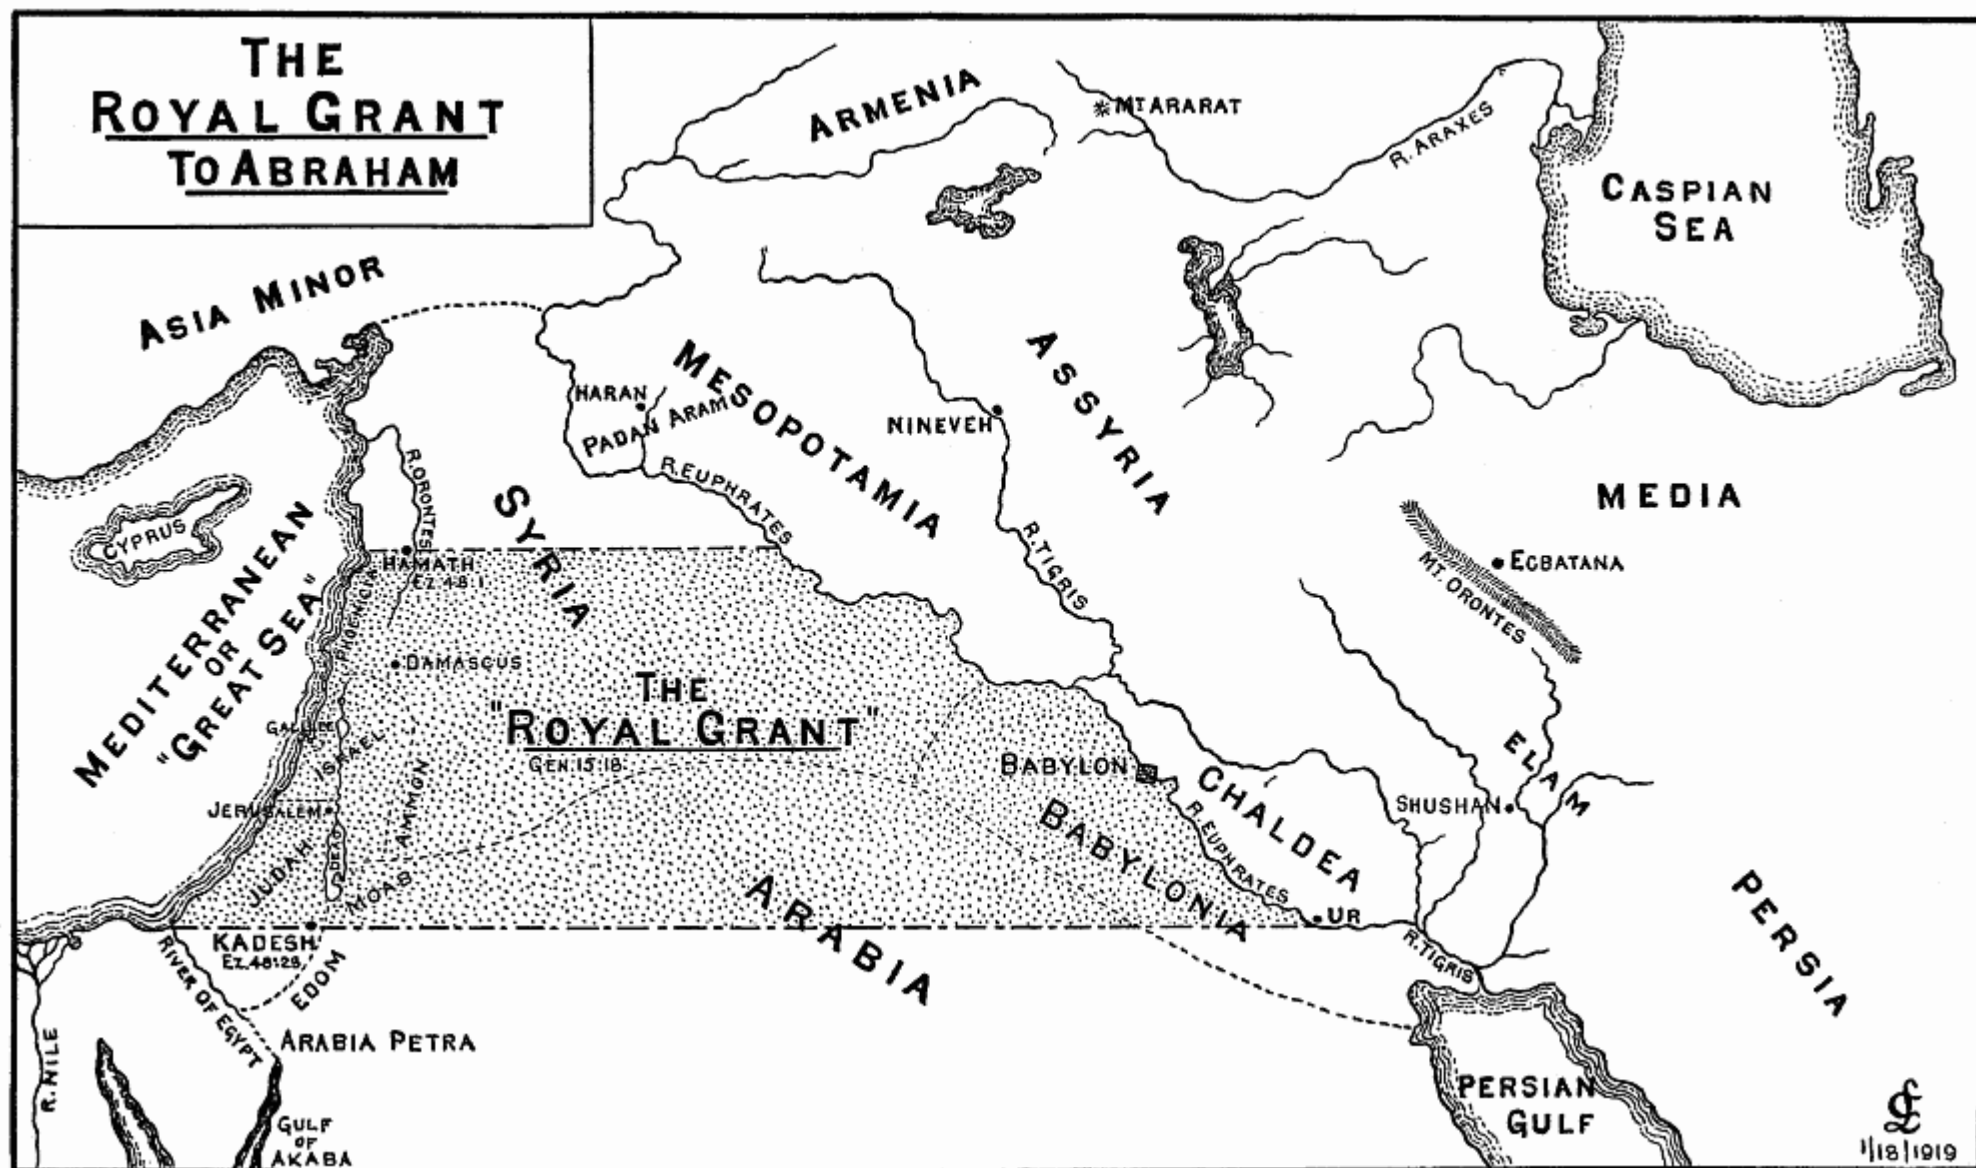 THE
ROYAL GRANT
TO ABRAHAM
ARMENIA
MT ARARAT
R. ARAXES
CASPIAN
SEA
ASIA MINOR
HARAN
PADAN ARAM
MESOPOTAMIA
NINEVEH
ASSYRIA
MEDIA
R. ORONTES
R. EUPHRATES
SYRIA
CYPRUS
R. TIGRIS
EGBATANA
MT. ORONTES
MEDITERRANEAN
OR
"GREAT SEA"
HAMATH
EZ. 48:1
PHOENICIA
DAMASCUS
THE
"ROYAL GRANT"
GEN. 15:18
GALILEE
ISRAEL
AMMON
JERUSALEM
DEAD
JUDAH
MOAB
BABYLON
BABYLONIA
CHALDEA
R. EUPHRATES
SHUSHAN
ELAM
UR
ARABIA
PERSIA
KADESH
EZ. 48:28
EDOM
RIVER OF EGYPT
R. TIGRIS
ARABIA PETRA
R. NILE
GULF
OF
AKABA
PERSIAN
GULF
1/18/1919